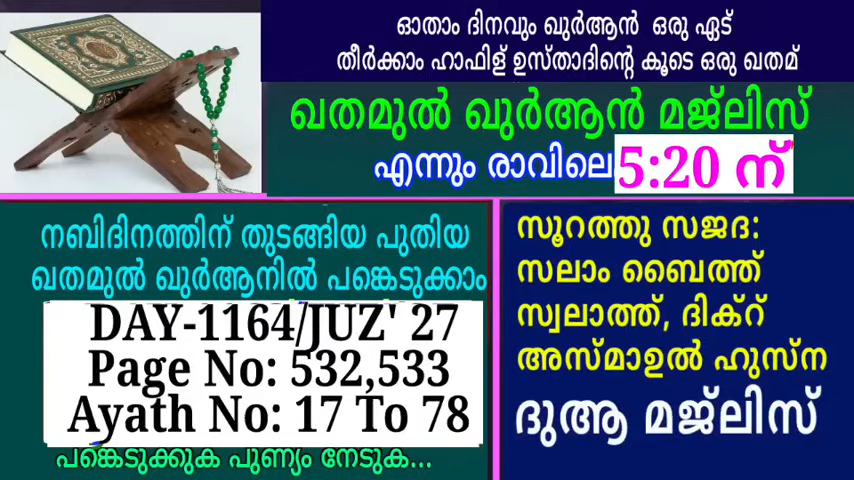 ഓതാം ദിനവും ഖുർആൻ ഒരു ഏട്
തീർക്കാം ഹാഫിള് ഉസ്താദിന്റെ കൂടെ ഒരു ഖതമ്
ഖതമുൽ ഖുർആൻ മജ്ലിസ്
എന്നും രാവിലെ 5:20 ന്
നബിദിനത്തിന് തുടങ്ങിയ പുതിയ
ഖതമുൽ ഖുർആനിൽ പങ്കെടുക്കാം
DAY-1164/JUZ' 27
Page No: 532,533
Ayath No: 17 To 78
പങ്കെടുക്കുക പുണ്യം നേടുക...
സൂറത്തു സജദ:
സലാം ബൈത്ത്
സ്വലാത്ത്, ദിക്റ്
അസ്മാഉൽ ഹുസ്ന
ദുആ മജ്ലിസ്